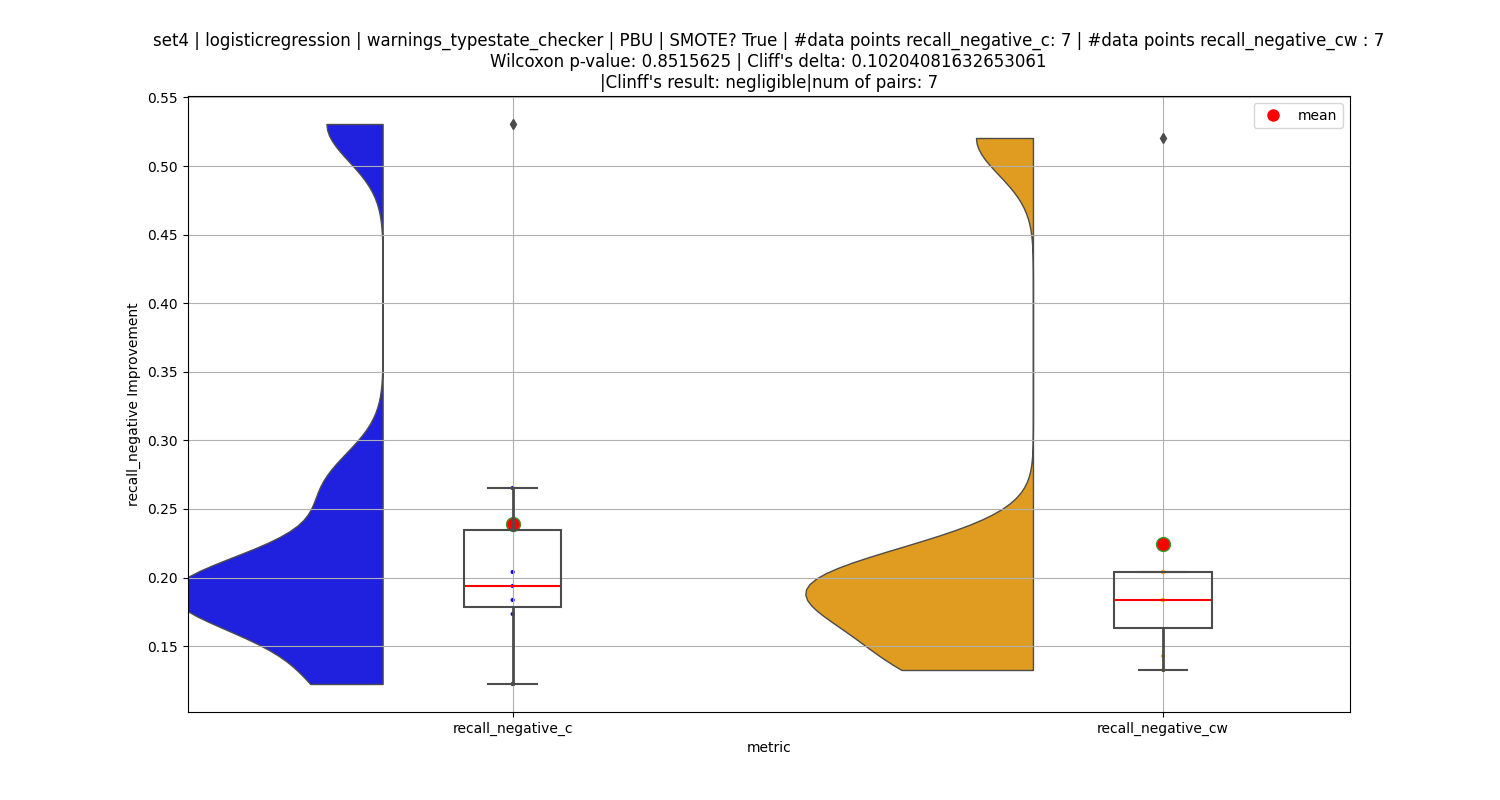 set4 | logisticregression | warnings_typestate_checker | PBU | SMOTE? True | #data points recall_negative_c: 7 | #data points recall_negative_cw : 7
Wilcoxon p-value: 0.8515625 | Cliff's delta: 0.10204081632653061
|Clinff's result: negligible|num of pairs: 7
mean
0.55
0.50
0.45
0.40
0.35
0.30
0.25
0.20
0.15
recall_negative Improvement
recall_negative_c
recall_negative_cw
metric